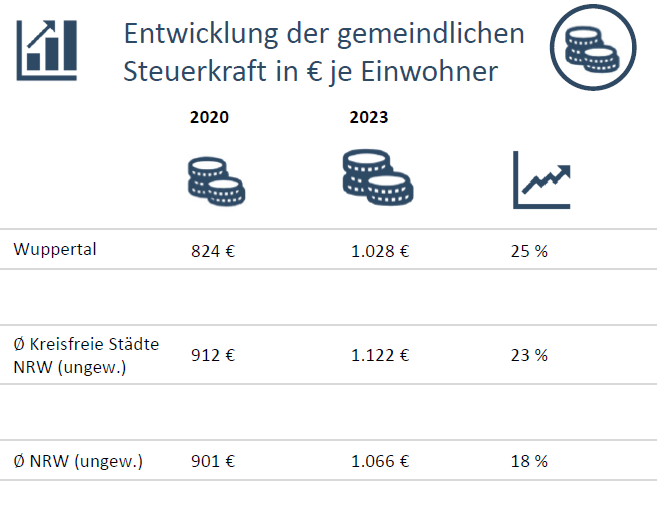 Entwicklung der gemeindlichen
Steuerkraft in € je Einwohner
2020 2023
Wuppertal 824 € 1.028 € 25 %
Ø Kreisfreie Städte
NRW (ungew.) 912 € 1.122 € 23 %
Ø NRW (ungew.) 901 € 1.066 € 18 %